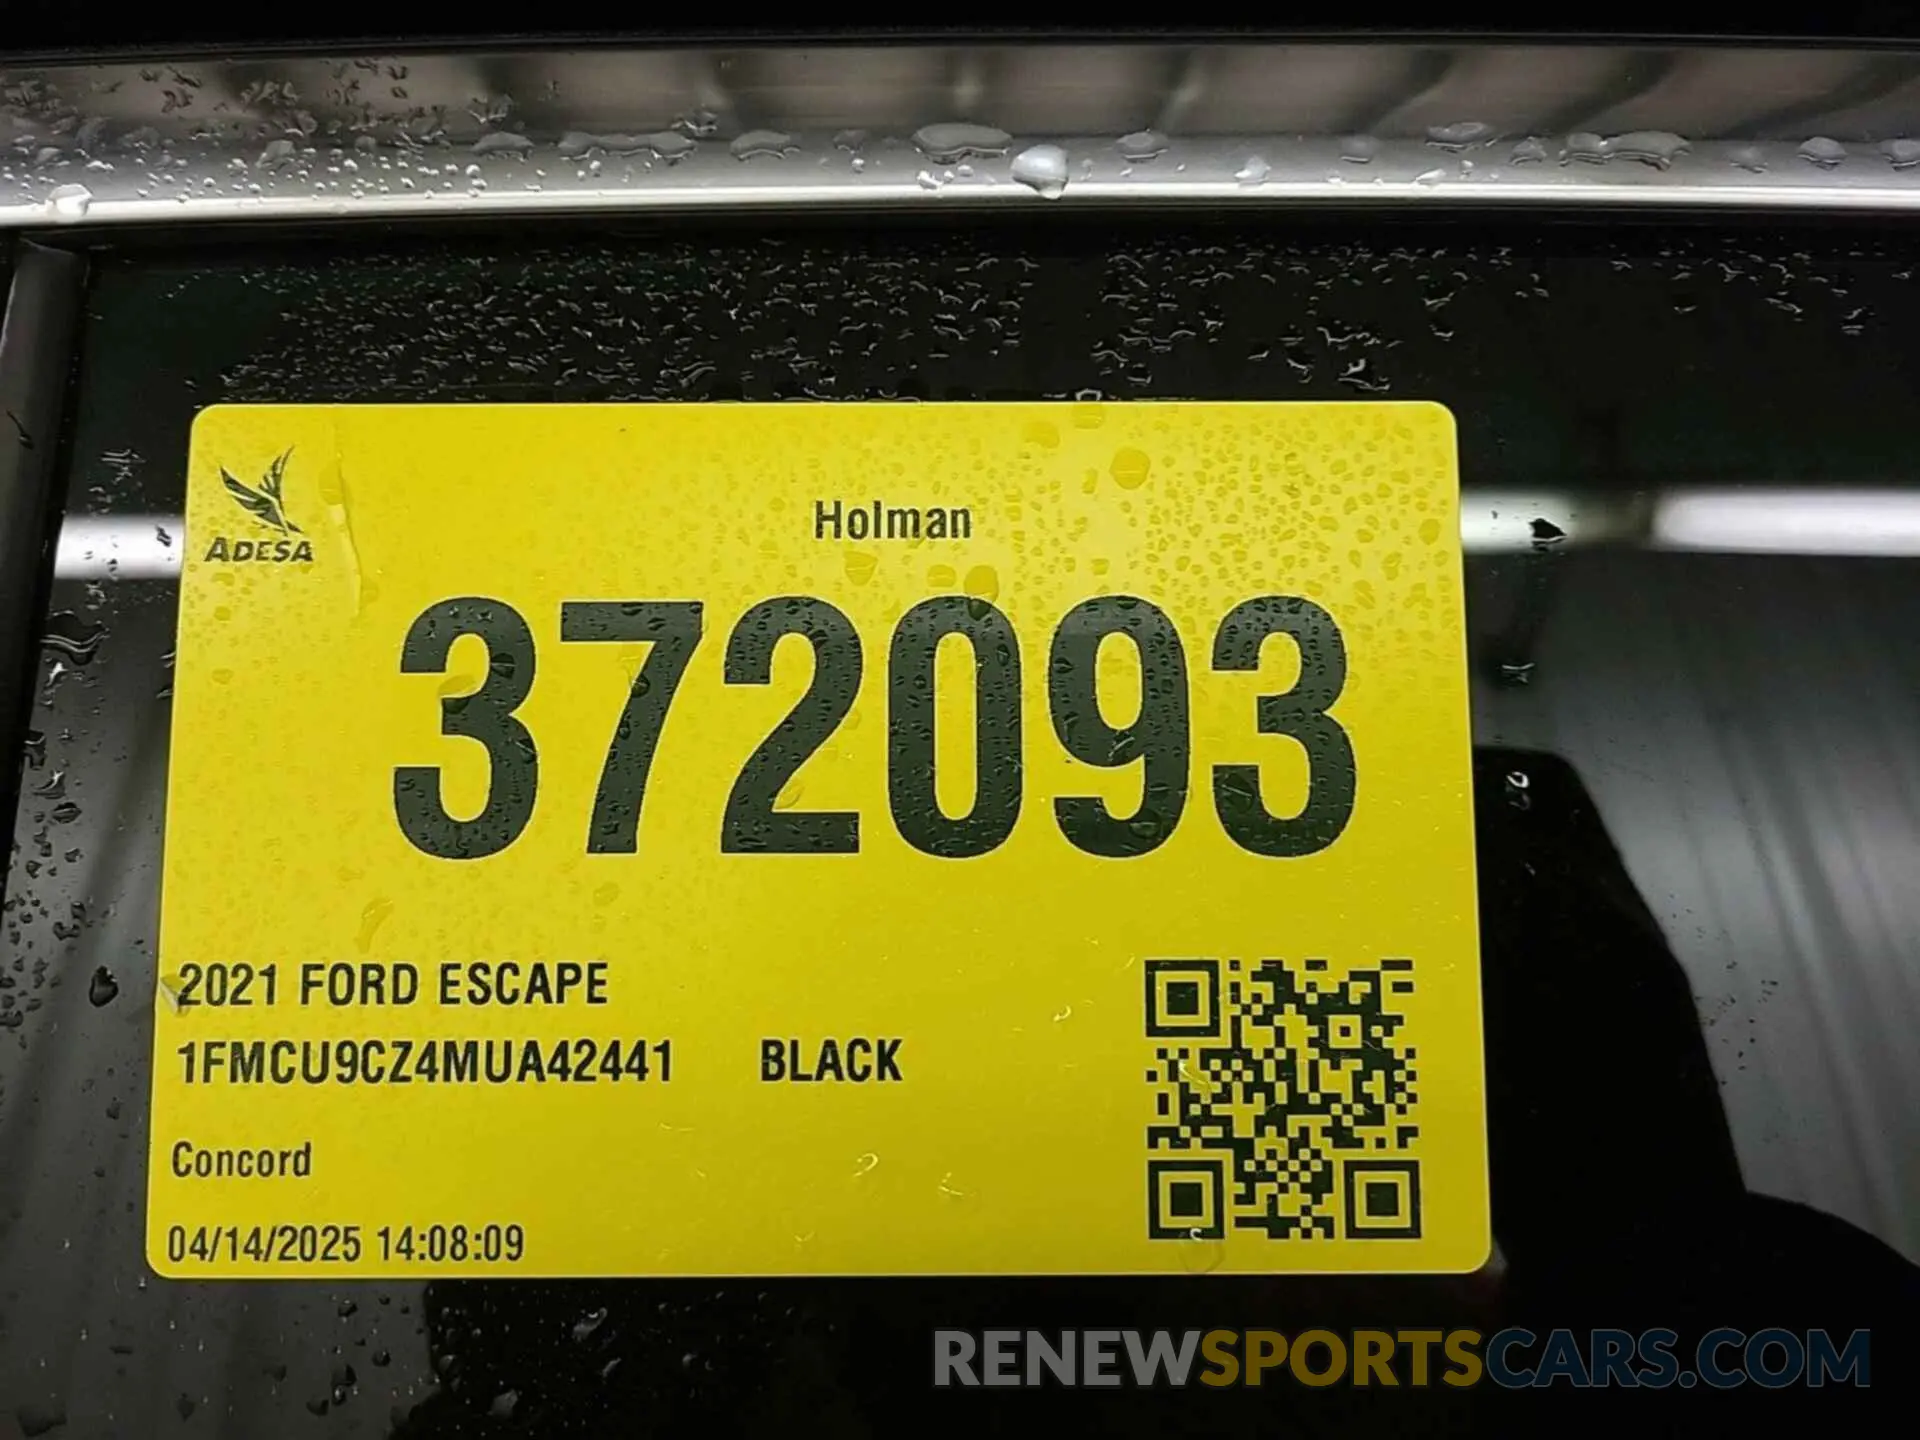 ADESA
Holman
372093
2021 FORD ESCAPE
1FMCU9CZ4MUA42441 BLACK
Concord
04/14/2025 14:08:09
RENEWSPORTSCARS.COM